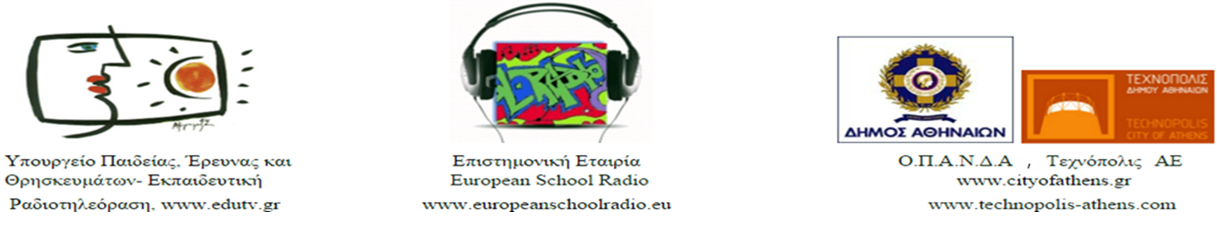 ΔΗΜΟΣ ΑΘΗΝΑΙΩΝ
ΤΕΧΝΟΠΟΛΙΣ
ΔΗΜΟΥ ΑΘΗΝΑΙΩΝ
TECHNOPOLIS
CITY OF ATHENS
Υπουργείο Παιδείας, Έρευνας και
Θρησκευμάτων- Εκπαιδευτική
Ραδιοτηλεόραση, www.edutv.gr
Επιστημονική Εταιρία
European School Radio
www.europeanschoolradio.eu
Ο.Π.Α.Ν.Δ.Α , Τεχνόπολις ΑΕ
www.cityofathens.gr
www.technopolis-athens.com